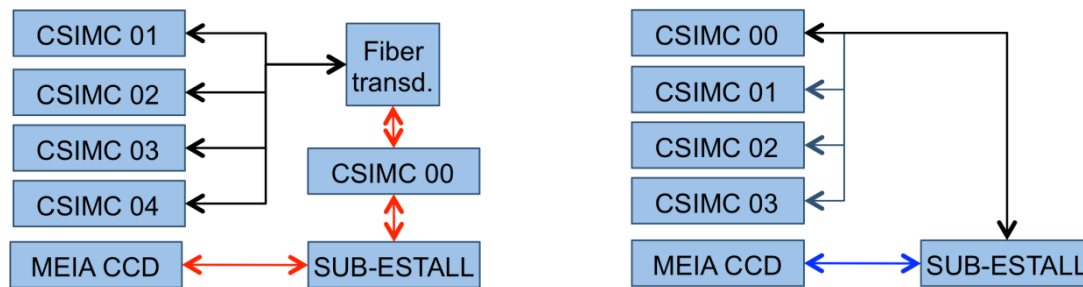 CSIMC 01
CSIMC 02
CSIMC 03
CSIMC 04
Fiber
transd.
CSIMC 00
MEIA CCD
SUB-ESTALL
CSIMC 00
CSIMC 01
CSIMC 02
CSIMC 03
MEIA CCD
SUB-ESTALL